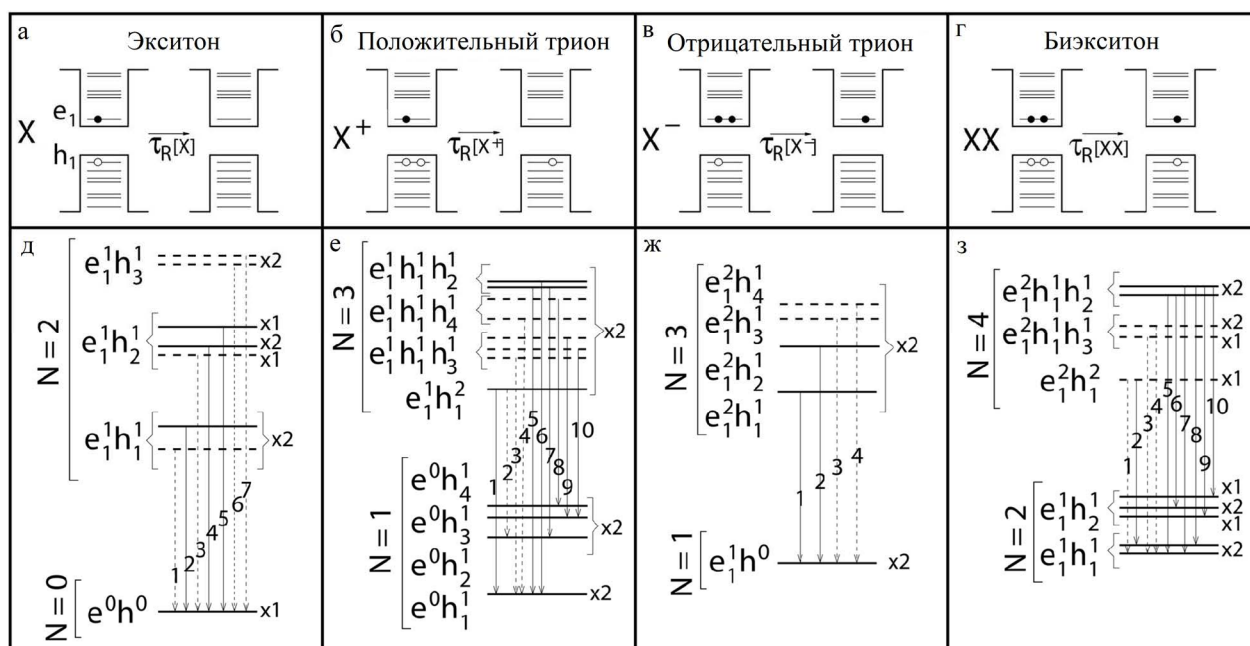 а
Экситон
e₁
h₁
X
τR[X]
б
Положительный трион
X⁺
τR[X⁺]
в
Отрицательный трион
X⁻
τR[X⁻]
г
Биэкситон
XX
τR[XX]
д
N = 2
e₁¹h₃¹
x2
e₁¹h₂¹
x1
x2
x1
e₁¹h₁¹
x2
1
2
3
4
5
6
7
N = 0
e⁰h⁰
x1
е
N = 3
e₁¹h₁¹h₂¹
e₁¹h₁¹h₄¹
e₁¹h₁¹h₃¹
e₁¹h₁²
x2
1
2
3
4
5
6
7
8
9
10
N = 1
e⁰h₄¹
e⁰h₃¹
e⁰h₂¹
e⁰h₁¹
x2
x2
ж
N = 3
e₁²h₄¹
e₁²h₃¹
e₁²h₂¹
e₁²h₁¹
x2
1
2
3
4
N = 1
e₁¹h⁰
x2
з
N = 4
e₁²h₁¹h₂¹
x2
e₁²h₁¹h₃¹
x2
x1
e₁²h₁²
x1
1
2
3
4
5
6
7
8
9
10
N = 2
e₁¹h₂¹
x1
x2
x1
e₁¹h₁¹
x2